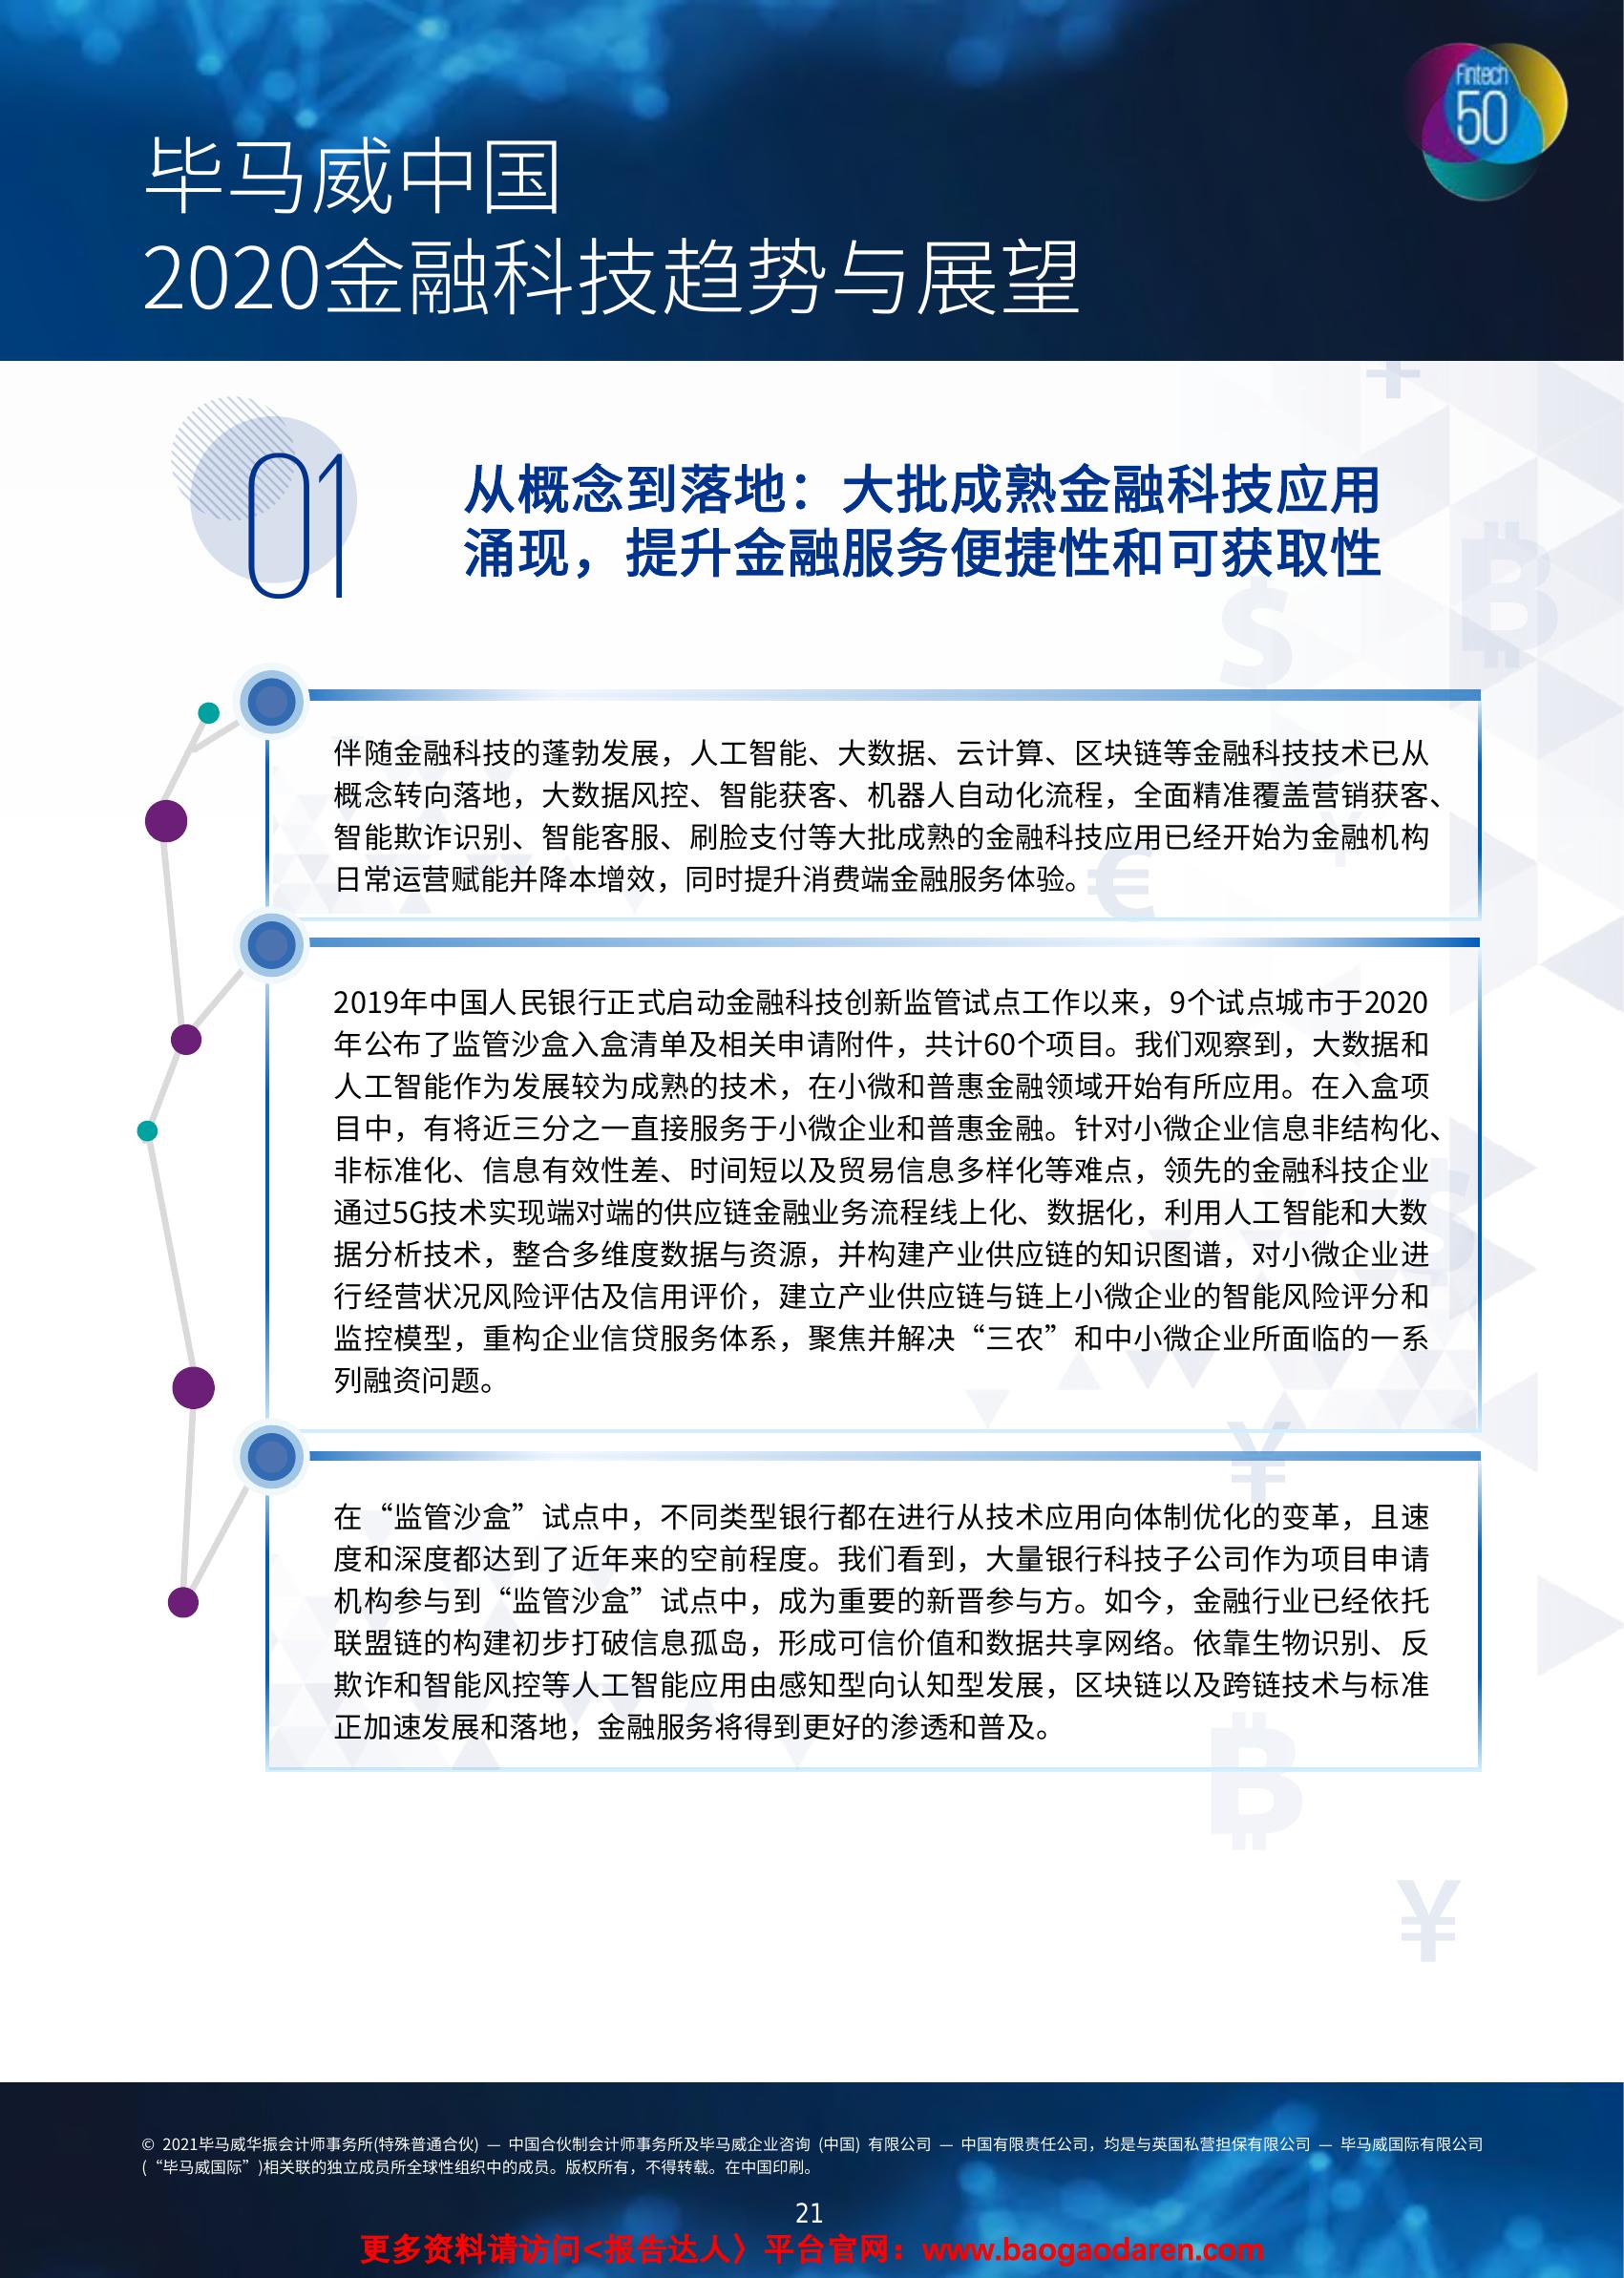 Fintech
50
毕马威中国
2020金融科技趋势与展望
01
从概念到落地：大批成熟金融科技应用
涌现，提升金融服务便捷性和可获取性
伴随金融科技的蓬勃发展，人工智能、大数据、云计算、区块链等金融科技技术已从
概念转向落地，大数据风控、智能获客、机器人自动化流程，全面精准覆盖营销获客、
智能欺诈识别、智能客服、刷脸支付等大批成熟的金融科技应用已经开始为金融机构
日常运营赋能并降本增效，同时提升消费端金融服务体验。
2019年中国人民银行正式启动金融科技创新监管试点工作以来，9个试点城市于2020
年公布了监管沙盒入盒清单及相关申请附件，共计60个项目。我们观察到，大数据和
人工智能作为发展较为成熟的技术，在小微和普惠金融领域开始有所应用。在入盒项
目中，有将近三分之一直接服务于小微企业和普惠金融。针对小微企业信息非结构化、
非标准化、信息有效性差、时间短以及贸易信息多样化等难点，领先的金融科技企业
通过5G技术实现端对端的供应链金融业务流程线上化、数据化，利用人工智能和大数
据分析技术，整合多维度数据与资源，并构建产业供应链的知识图谱，对小微企业进
行经营状况风险评估及信用评价，建立产业供应链与链上小微企业的智能风险评分和
监控模型，重构企业信贷服务体系，聚焦并解决“三农”和中小微企业所面临的一系
列融资问题。
在“监管沙盒”试点中，不同类型银行都在进行从技术应用向体制优化的变革，且速
度和深度都达到了近年来的空前程度。我们看到，大量银行科技子公司作为项目申请
机构参与到“监管沙盒”试点中，成为重要的新晋参与方。如今，金融行业已经依托
联盟链的构建初步打破信息孤岛，形成可信价值和数据共享网络。依靠生物识别、反
欺诈和智能风控等人工智能应用由感知型向认知型发展，区块链以及跨链技术与标准
正加速发展和落地，金融服务将得到更好的渗透和普及。
© 2021毕马威华振会计师事务所(特殊普通合伙) — 中国合伙制会计师事务所及毕马威企业咨询 (中国) 有限公司 — 中国有限责任公司，均是与英国私营担保有限公司 — 毕马威国际有限公司
(“毕马威国际”)相关联的独立成员所全球性组织中的成员。版权所有，不得转载。在中国印刷。
21
更多资料请访问<报告达人〉平台官网：www.baogaodaren.com